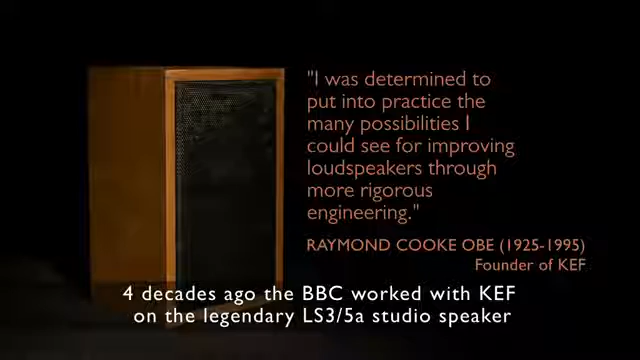 "I was determined to
put into practice the
many possibilities I
could see for improving
loudspeakers through
more rigorous
engineering."
RAYMOND COOKE OBE (1925-1995)
Founder of KEF
4 decades ago the BBC worked with KEF
on the legendary LS3/5a studio speaker